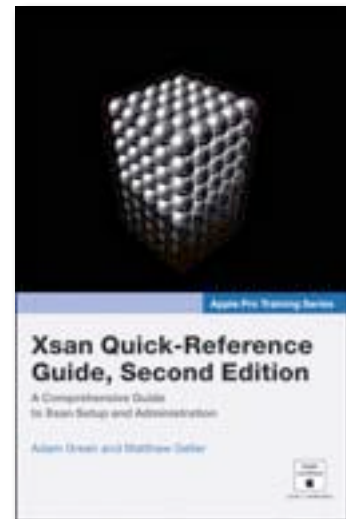 Apple Pro Training Series
Xsan Quick-Reference
Guide, Second Edition
A Comprehensive Guide
to Xsan Setup and Administration
Adam Green and Matthew Geller